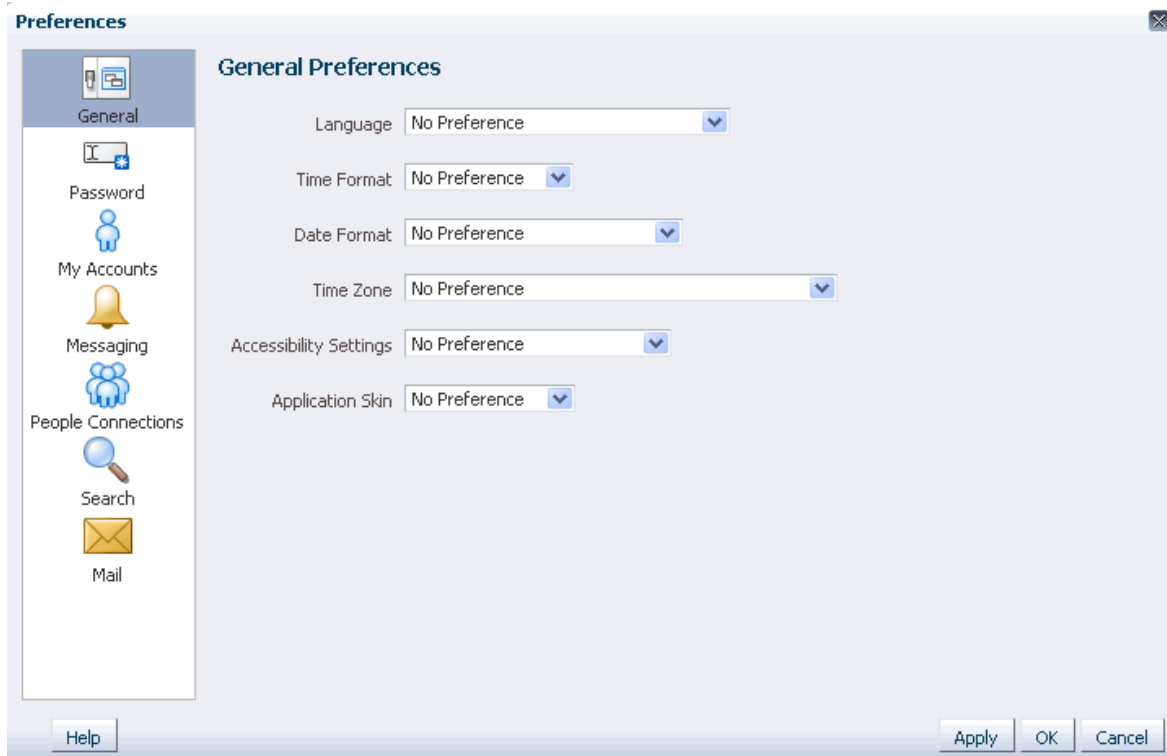 Preferences
General
Password
My Accounts
Messaging
People Connections
Search
Mail
General Preferences
Language No Preference
Time Format No Preference
Date Format No Preference
Time Zone No Preference
Accessibility Settings No Preference
Application Skin No Preference
Help Apply OK Cancel